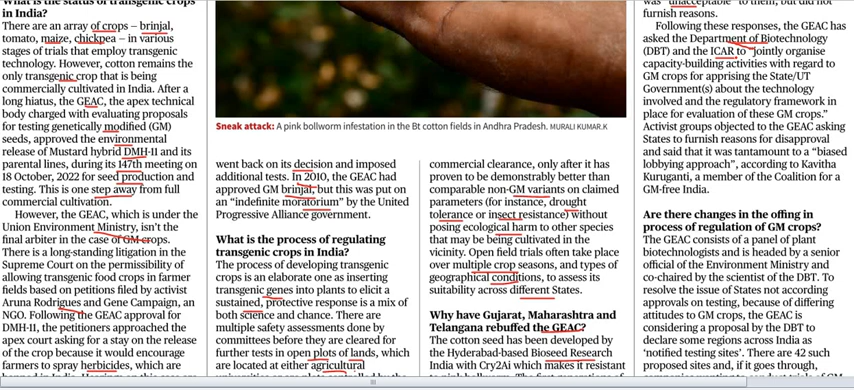 What is the status of transgenic crops
in India?
There are an array of crops — brinjal,
tomato, maize, chickpea — in various
stages of trials that employ transgenic
technology. However, cotton remains the
only transgenic crop that is being
commercially cultivated in India. After a
long hiatus, the GEAC, the apex technical
body charged with evaluating proposals
for testing genetically modified (GM)
seeds, approved the environmental
release of Mustard hybrid DMH-11 and its
parental lines, during its 147th meeting on
18 October, 2022 for seed production and
testing. This is one step away from full
commercial cultivation.
However, the GEAC, which is under the
Union Environment Ministry, isn't the
final arbiter in the case of GM crops.
There is a long-standing litigation in the
Supreme Court on the permissibility of
allowing transgenic food crops in farmer
fields based on petitions filed by activist
Aruna Rodrigues and Gene Campaign, an
NGO. Following the GEAC approval for
DMH-11, the petitioners approached the
apex court asking for a stay on the release
of the crop because it would encourage
farmers to spray herbicides, which are
Sneak attack: A pink bollworm infestation in the Bt cotton fields in Andhra Pradesh. MURALI KUMAR.K
went back on its decision and imposed
additional tests. In 2010, the GEAC had
approved GM brinjal, but this was put on
an “indefinite moratorium” by the United
Progressive Alliance government.
What is the process of regulating
transgenic crops in India?
The process of developing transgenic
crops is an elaborate one as inserting
transgenic genes into plants to elicit a
sustained, protective response is a mix of
both science and chance. There are
multiple safety assessments done by
committees before they are cleared for
further tests in open plots of lands, which
are located at either agricultural
commercial clearance, only after it has
proven to be demonstrably better than
comparable non-GM variants on claimed
parameters (for instance, drought
tolerance or insect resistance) without
posing ecological harm to other species
that may be being cultivated in the
vicinity. Open field trials often take place
over multiple crop seasons, and types of
geographical conditions, to assess its
suitability across different States.
Why have Gujarat, Maharashtra and
Telangana rebuffed the GEAC?
The cotton seed has been developed by
the Hyderabad-based Bioseed Research
India with Cry2Ai which makes it resistant
was “unacceptable” to them, but did not
furnish reasons.
Following these responses, the GEAC has
asked the Department of Biotechnology
(DBT) and the ICAR to “jointly organise
capacity-building activities with regard to
GM crops for apprising the State/UT
Government(s) about the technology
involved and the regulatory framework in
place for evaluation of these GM crops.”
Activist groups objected to the GEAC asking
States to furnish reasons for disapproval
and said that it was tantamount to a “biased
lobbying approach”, according to Kavitha
Kuruganti, a member of the Coalition for a
GM-free India.
Are there changes in the offing in
process of regulation of GM crops?
The GEAC consists of a panel of plant
biotechnologists and is headed by a senior
official of the Environment Ministry and
co-chaired by the scientist of the DBT. To
resolve the issue of States not according
approvals on testing, because of differing
attitudes to GM crops, the GEAC is
considering a proposal by the DBT to
declare some regions across India as
‘notified testing sites’. There are 42 such
proposed sites and, if it goes through,